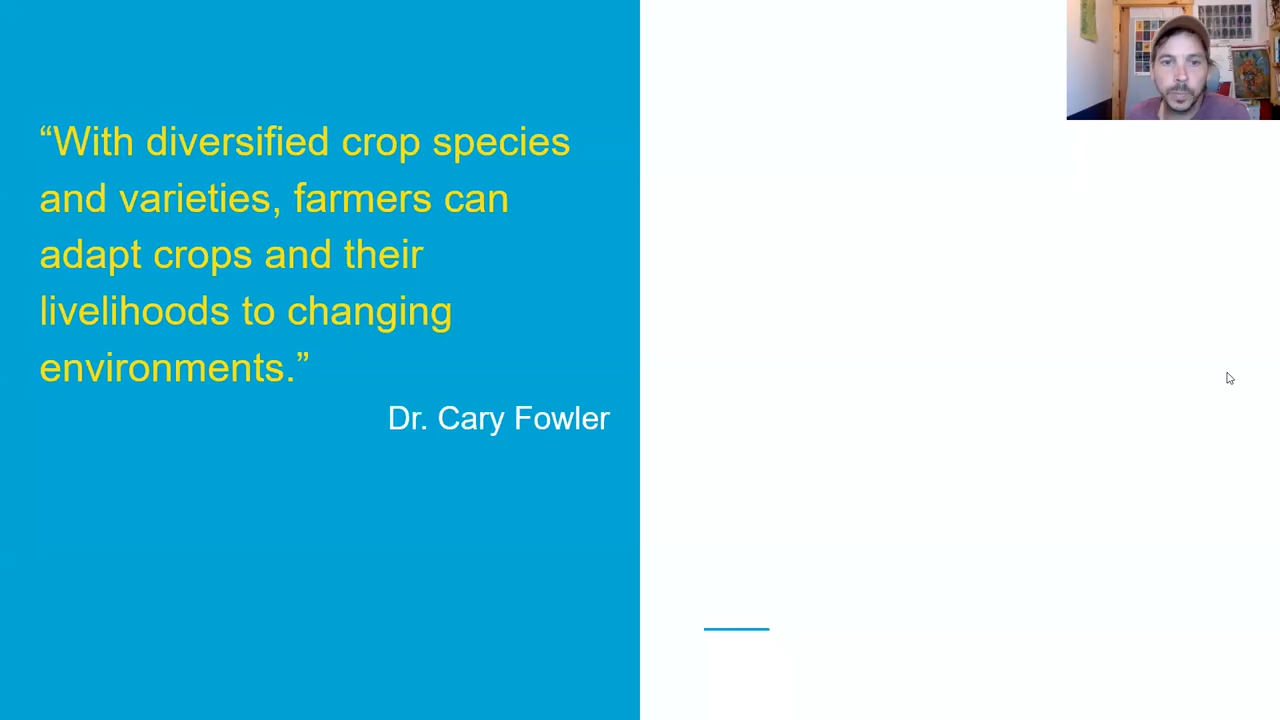 “With diversified crop species
and varieties, farmers can
adapt crops and their
livelihoods to changing
environments.”
Dr. Cary Fowler